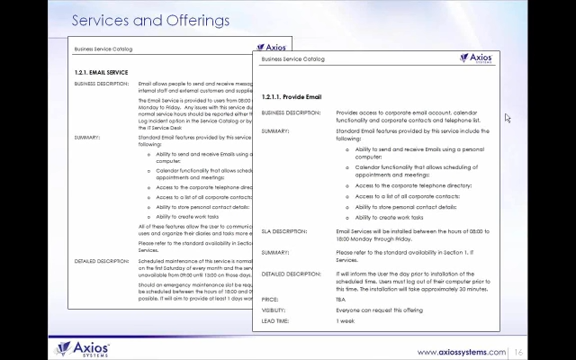 Services and Offerings
Business Service Catalog
Axios
1.2.1. EMAIL SERVICE
BUSINESS DESCRIPTION:
Email allows people to send and receive
internal staff and external customers and
The Email Service is provided to users from 08:00
Monday to Friday. Any issues with this service
normal service hours should be reported
Log Incident option in the Service Catalog or by
the IT Service Desk
SUMMARY:
Standard Email features provided by this service
following:
o Ability to send and receive Emails using a
computer;
o Calendar functionality that allows
appointments and meetings;
o Access to the corporate telephone directory;
o Access to a list of all corporate contacts;
o Ability to store personal contact details;
o Ability to create work tasks
All of these features allow the user to
users and organize their diaries and tasks more
Please refer to the standard availability in Section
Services.
DETAILED DESCRIPTION:
Scheduled maintenance of this service is
on the first Saturday of every month and the
unavailable from 09:00 until 13:00 on those days.
Should an emergency maintenance slot be
be scheduled for between the hours of 18:00 and
possible. IT will aim to provide at least 1 days
Business Service Catalog
Axios
SYSTEMS
1.2.1.1. Provide Email
BUSINESS DESCRIPTION:
Provides access to corporate email account, calendar
functionality and corporate contacts and telephone list.
SUMMARY:
Standard Email features provided by this service include the
following:
o Ability to send and receive Emails using a personal
computer;
o Calendar functionality that allows scheduling of
appointments and meetings;
o Access to the corporate telephone directory;
o Access to a list of all corporate contacts;
o Ability to store personal contact details;
o Ability to create work tasks
SLA DESCRIPTION:
Email Services will be installed between the hours of 08:00 to
18:00 Monday through Friday.
SUMMARY:
Please refer to the standard availability in Section 1. IT
Services.
DETAILED DESCRIPTION:
IT will inform the User the day prior to installation of the
scheduled time. Users must log out of their computer prior to
this time. The installation will take approximately 30 minutes.
PRICE:
TBA
VISIBILITY:
Everyone can request this offering
LEAD TIME:
1 week
Axios
SYSTEMS
www.axiossystems.com
16